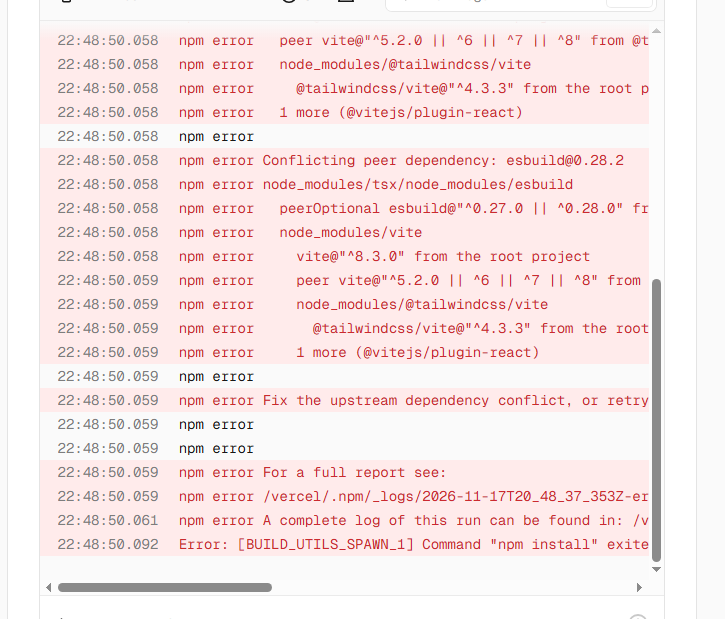 22:48:50.058 npm error   peer vite@"^5.2.0 || ^6 || ^7 || ^8" from @t
22:48:50.058 npm error   node_modules/@tailwindcss/vite
22:48:50.058 npm error     @tailwindcss/vite@"^4.3.3" from the root p
22:48:50.058 npm error   1 more (@vitejs/plugin-react)
22:48:50.058 npm error
22:48:50.058 npm error Conflicting peer dependency: esbuild@0.28.2
22:48:50.058 npm error node_modules/tsx/node_modules/esbuild
22:48:50.058 npm error   peerOptional esbuild@"^0.27.0 || ^0.28.0" fr
22:48:50.058 npm error   node_modules/vite
22:48:50.058 npm error     vite@"^8.3.0" from the root project
22:48:50.059 npm error     peer vite@"^5.2.0 || ^6 || ^7 || ^8" from
22:48:50.059 npm error     node_modules/@tailwindcss/vite
22:48:50.059 npm error       @tailwindcss/vite@"^4.3.3" from the root
22:48:50.059 npm error     1 more (@vitejs/plugin-react)
22:48:50.059 npm error
22:48:50.059 npm error Fix the upstream dependency conflict, or retry
22:48:50.059 npm error
22:48:50.059 npm error
22:48:50.059 npm error For a full report see:
22:48:50.059 npm error /vercel/.npm/_logs/2026-11-17T20_48_37_353Z-er
22:48:50.061 npm error A complete log of this run can be found in: /v
22:48:50.092 Error: [BUILD_UTILS_SPAWN_1] Command "npm install" exite